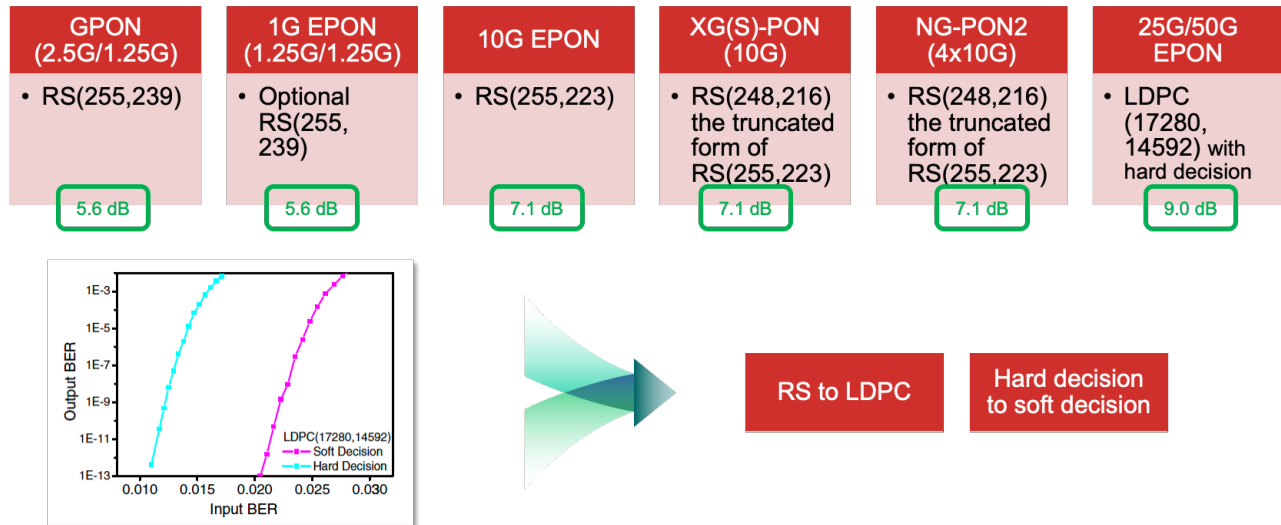 GPON
(2.5G/1.25G)
• RS(255,239)
5.6 dB
1G EPON
(1.25G/1.25G)
• Optional
RS(255,
239)
5.6 dB
10G EPON
• RS(255,223)
7.1 dB
XG(S)-PON
(10G)
• RS(248,216)
the truncated
form of
RS(255,223)
7.1 dB
NG-PON2
(4x10G)
• RS(248,216)
the truncated
form of
RS(255,223)
7.1 dB
25G/50G
EPON
• LDPC
(17280,
14592) with
hard decision
9.0 dB
Output BER
1E-3
1E-5
1E-7
1E-9
1E-11
1E-13
LDPC(17280,14592)
Soft Decision
Hard Decision
0.010 0.015 0.020 0.025 0.030
Input BER
RS to LDPC
Hard decision
to soft decision